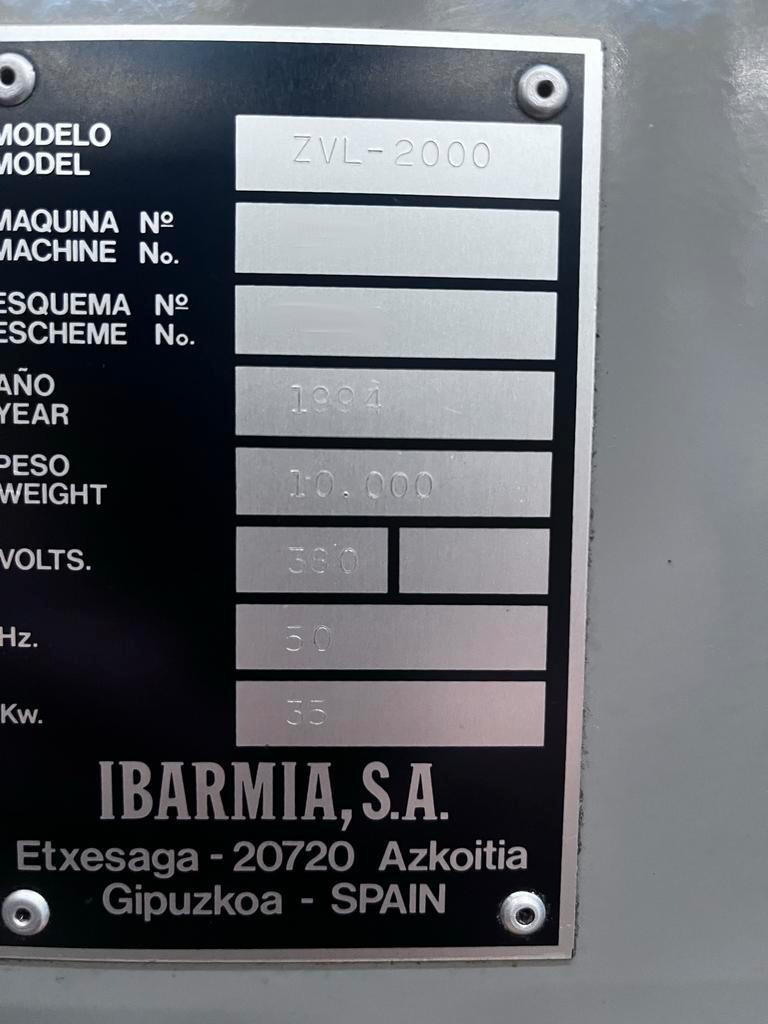 MODELO
MODEL
ZVL-2000
MAQUINA Nº
MACHINE No.
ESQUEMA Nº
ESCHEME No.
AÑO
YEAR
1994
PESO
WEIGHT
10.000
VOLTS.
380
Hz.
50
Kw.
35
IBARMIA, S.A.
Etxesaga - 20720 Azkoitia
Gipuzkoa - SPAIN